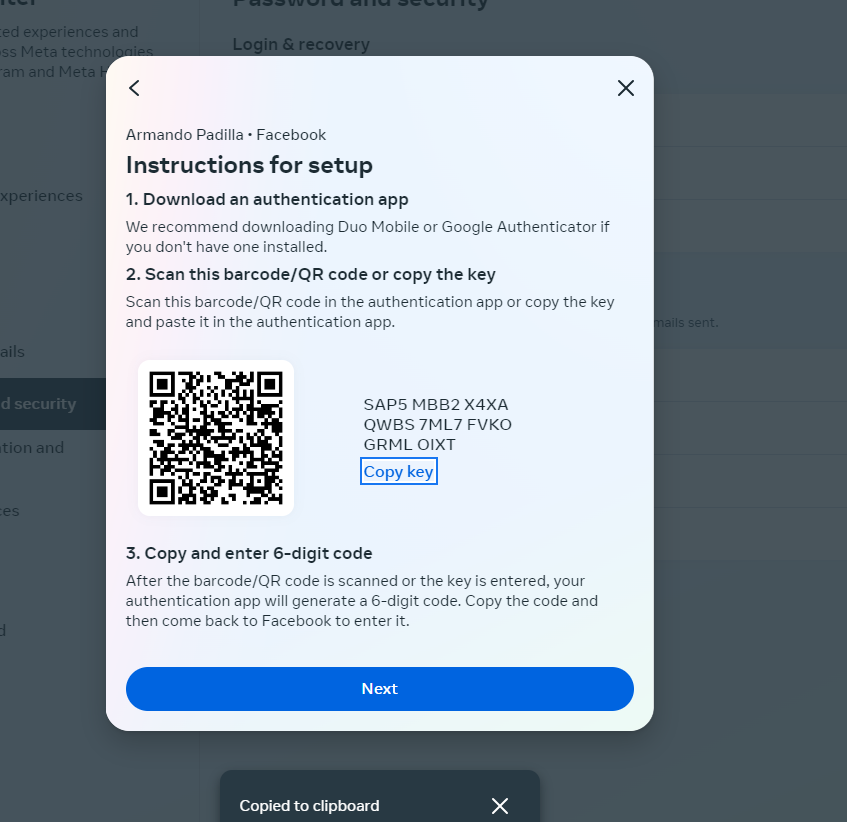 Password and security
ted experiences and
Login & recovery
oss Meta technologies
ram and Meta
Armando Padilla • Facebook
Instructions for setup
1. Download an authentication app
xperiences
We recommend downloading Duo Mobile or Google Authenticator if
you don't have one installed.
2. Scan this barcode/QR code or copy the key
Scan this barcode/QR code in the authentication app or copy the key
and paste it in the authentication app.
mails sent.
ails
d security
tion and
SAP5 MBB2 X4XA
QWBS 7ML7 FVKO
GRML OIXT
Copy key
ces
3. Copy and enter 6-digit code
After the barcode/QR code is scanned or the key is entered, your
authentication app will generate a 6-digit code. Copy the code and
then come back to Facebook to enter it.
d
Next
Copied to clipboard